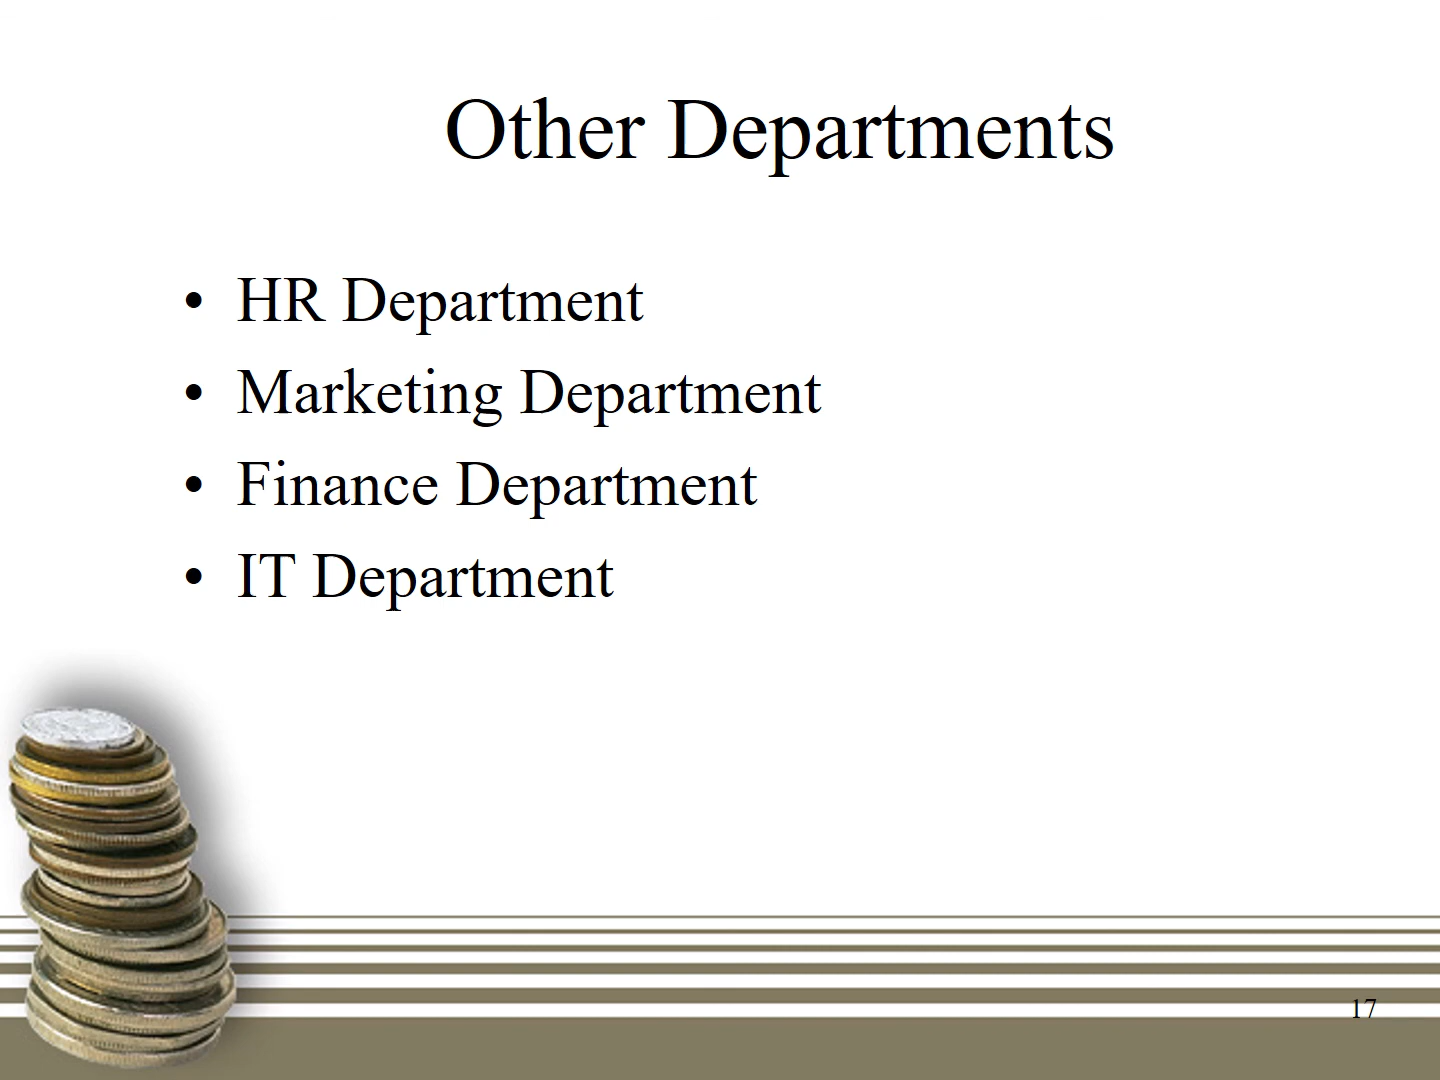 Other Departments
• HR Department
• Marketing Department
• Finance Department
• IT Department
17